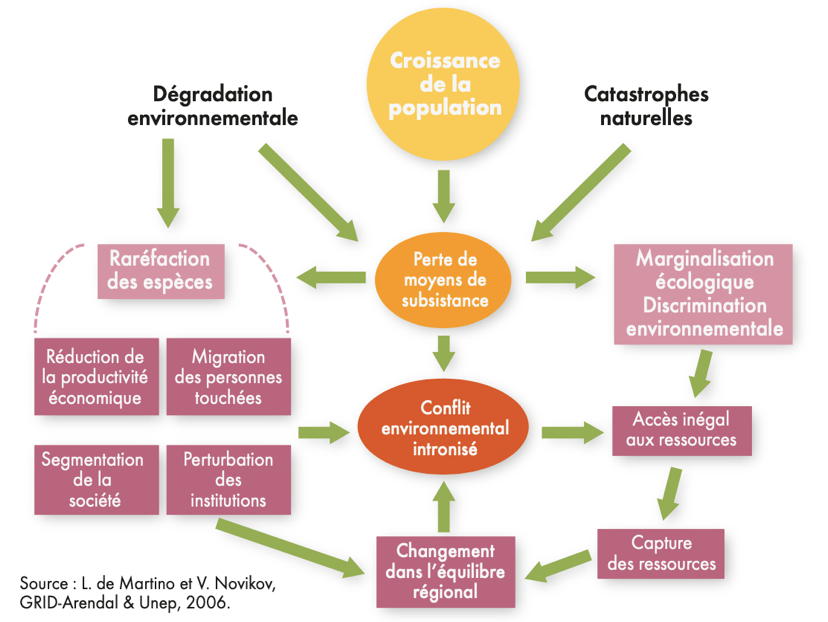 Croissance
de la
population
Dégradation
environnementale
Catastrophes
naturelles
Raréfaction
des espèces
Perte de
moyens de
subsistance
Marginalisation
écologique
Discrimination
environnementale
Réduction de
la productivité
économique
Migration
des personnes
touchées
Conflit
environnemental
intronisé
Accès inégal
aux ressources
Segmentation
de la
société
Perturbation
des
institutions
Changement
dans l'équilibre
régional
Capture
des ressources
Source : L. de Martino et V. Novikov,
GRID-Arendal & Unep, 2006.